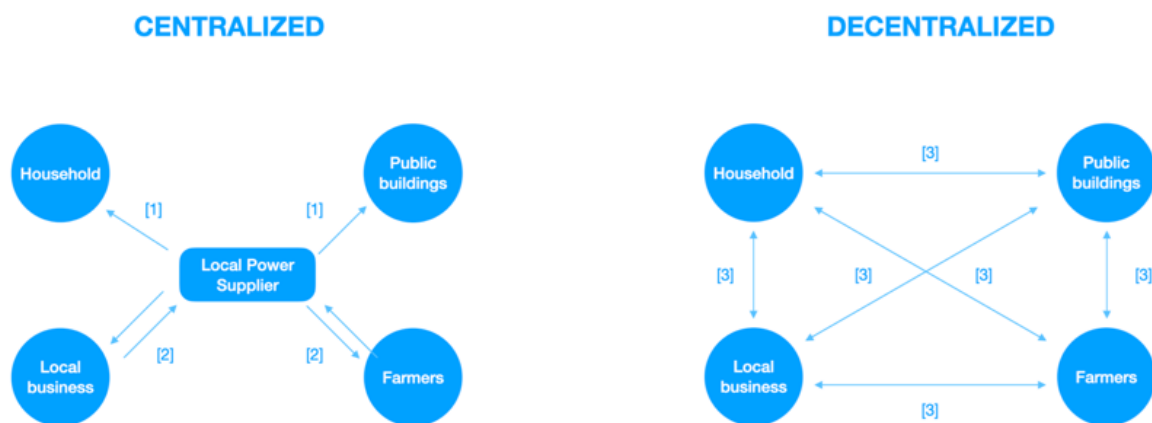 CENTRALIZED
Household
Public
buildings
[1]
[1]
Local Power
Supplier
[2]
[2]
Local
business
Farmers
DECENTRALIZED
Household
[3]
Public
buildings
[3]
[3]
[3]
[3]
Local
business
Farmers
[3]